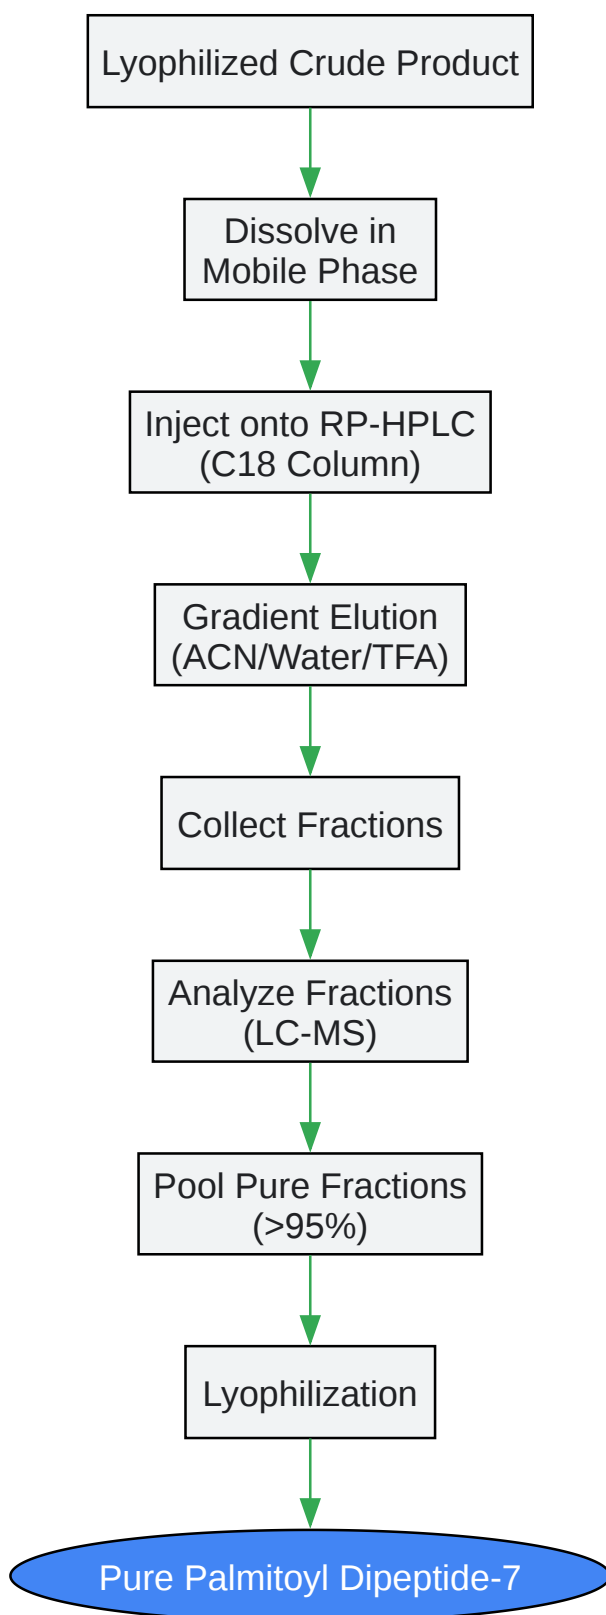 Lyophilized Crude Product
Dissolve in
Mobile Phase
Inject onto RP-HPLC
(C18 Column)
Gradient Elution
(ACN/Water/TFA)
Collect Fractions
Analyze Fractions
(LC-MS)
Pool Pure Fractions
(>95%)
Lyophilization
Pure Palmitoyl Dipeptide-7